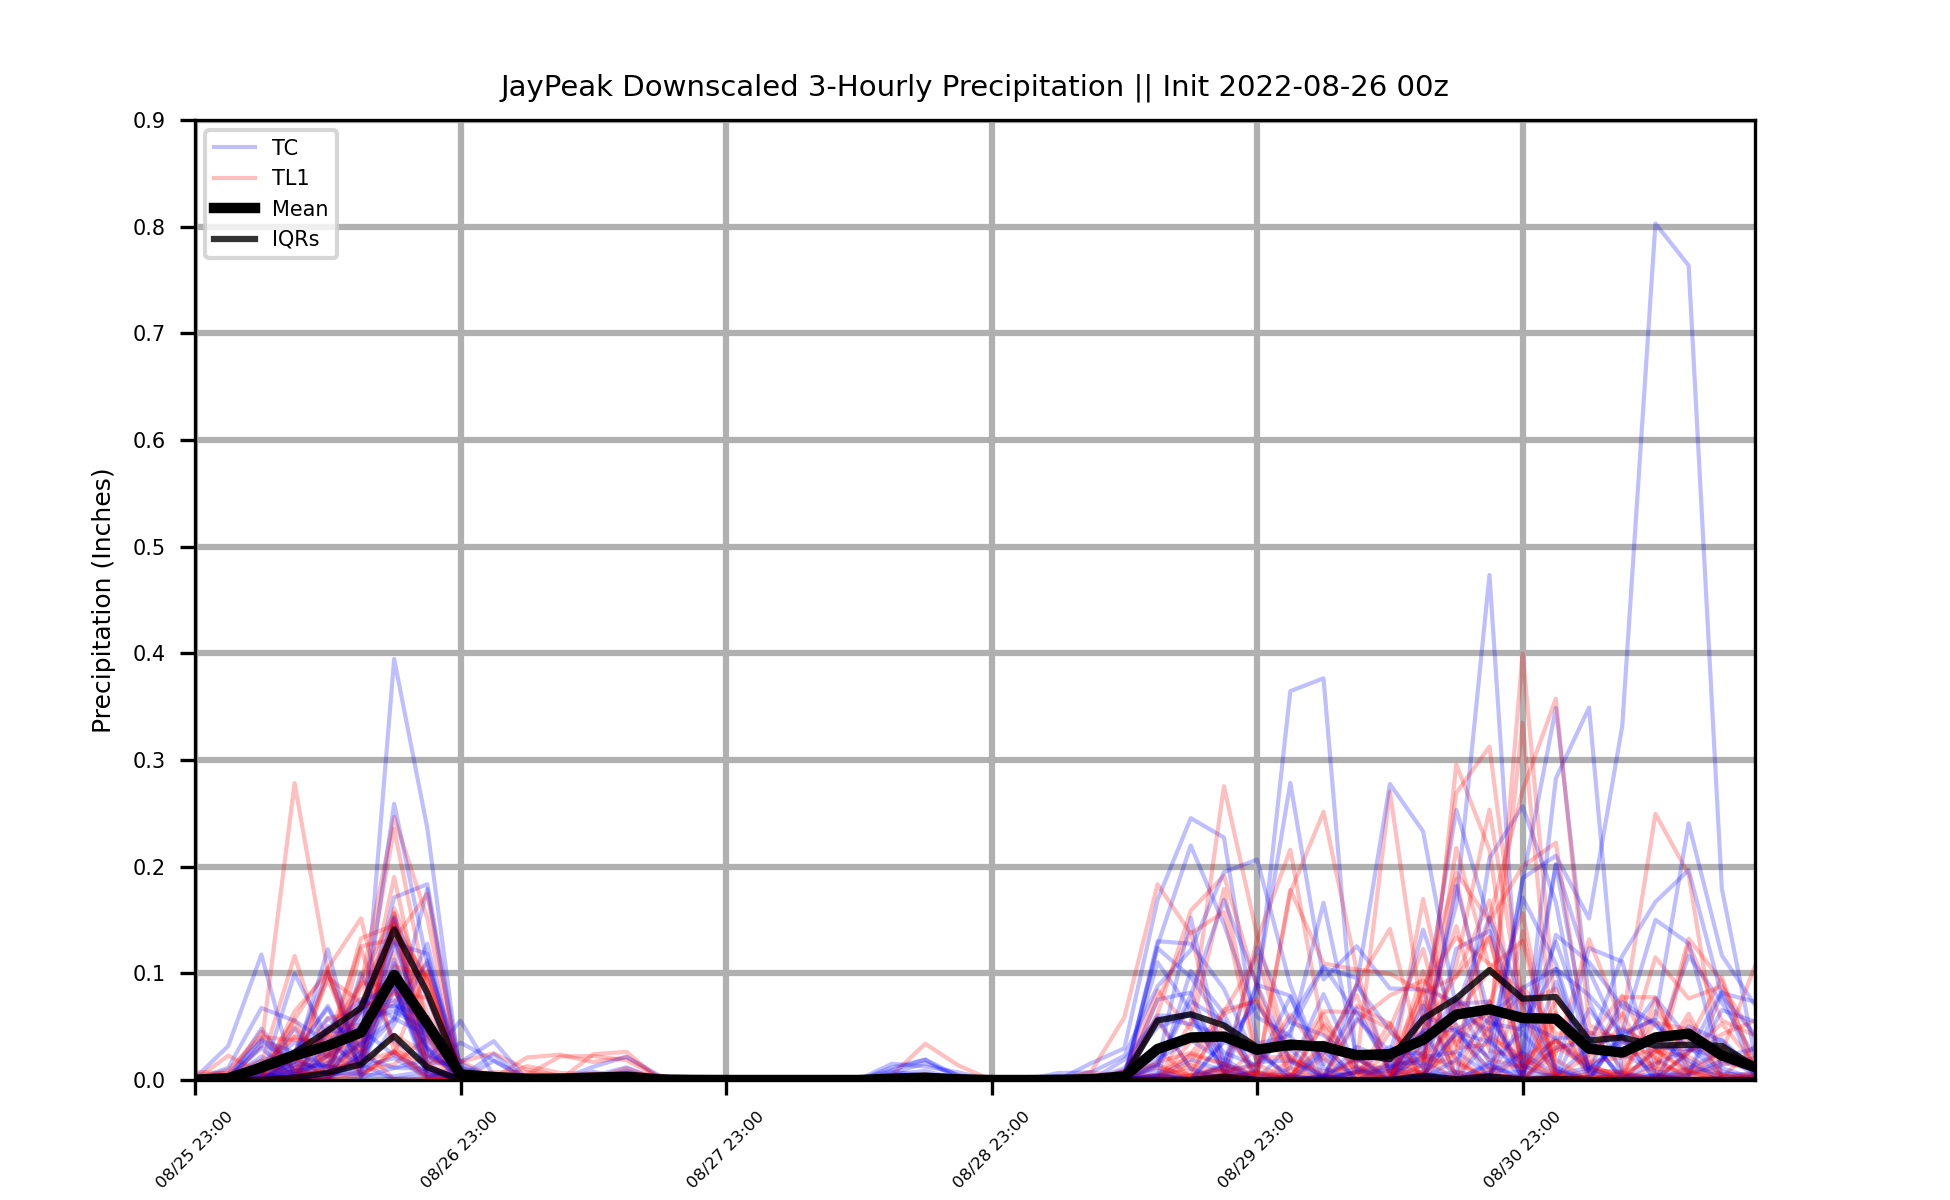 JayPeak Downscaled 3-Hourly Precipitation || Init 2022-08-26 00z
Precipitation (Inches)
0.9
0.8
0.7
0.6
0.5
0.4
0.3
0.2
0.1
0.0
TC
TL1
Mean
IQRs
08/25 23:00
08/26 23:00
08/27 23:00
08/28 23:00
08/29 23:00
08/30 23:00